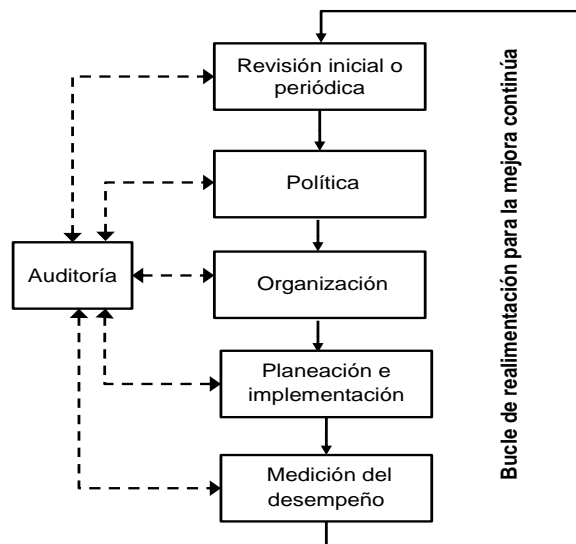 Revisión inicial o
periódica
Política
Auditoría
Organización
Planeación e
implementación
Medición del
desempeño
Bucle de realimentación para la mejora continúa